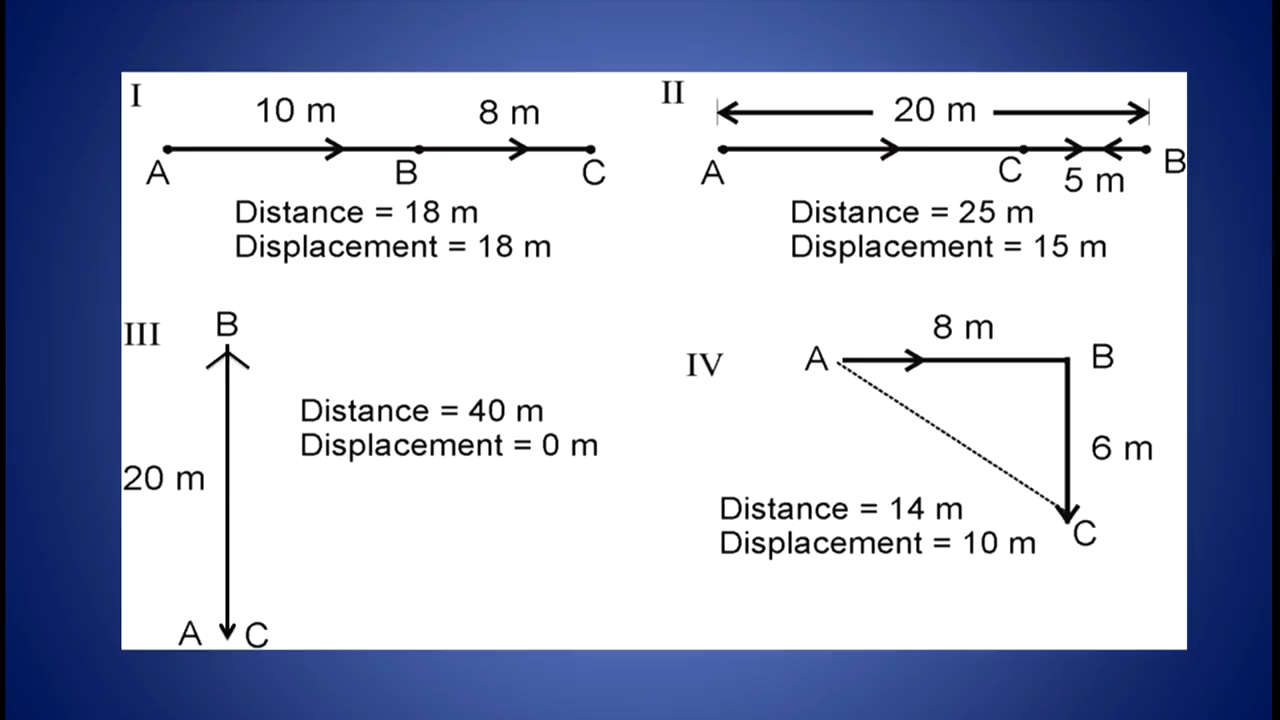 I
10 m
8 m
A
B
C
Distance = 18 m
Displacement = 18 m
II
20 m
A
C
5 m
B
Distance = 25 m
Displacement = 15 m
III
B
20 m
A
C
Distance = 40 m
Displacement = 0 m
IV
8 m
A
B
6 m
C
Distance = 14 m
Displacement = 10 m